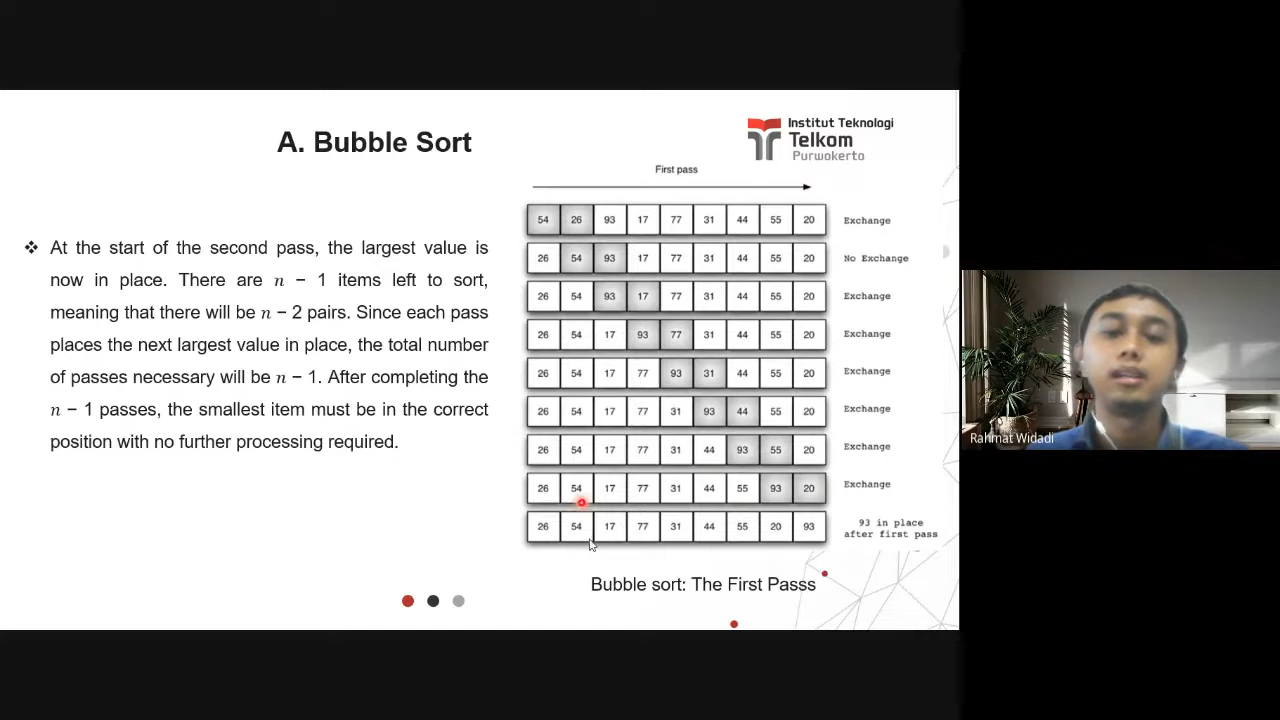 A. Bubble Sort
Institut Teknologi
Telkom
Purwokerto
❖ At the start of the second pass, the largest value is
now in place. There are n − 1 items left to sort,
meaning that there will be n − 2 pairs. Since each pass
places the next largest value in place, the total number
of passes necessary will be n − 1. After completing the
n − 1 passes, the smallest item must be in the correct
position with no further processing required.
First pass
54 26 93 17 77 31 44 55 20 Exchange
26 54 93 17 77 31 44 55 20 No Exchange
26 54 93 17 77 31 44 55 20 Exchange
26 54 17 93 77 31 44 55 20 Exchange
26 54 17 77 93 31 44 55 20 Exchange
26 54 17 77 31 93 44 55 20 Exchange
26 54 17 77 31 44 93 55 20 Exchange
26 54 17 77 31 44 55 93 20 Exchange
26 54 17 77 31 44 55 20 93 93 in place
after first pass
Bubble sort: The First Passs
Rahmat Widadi